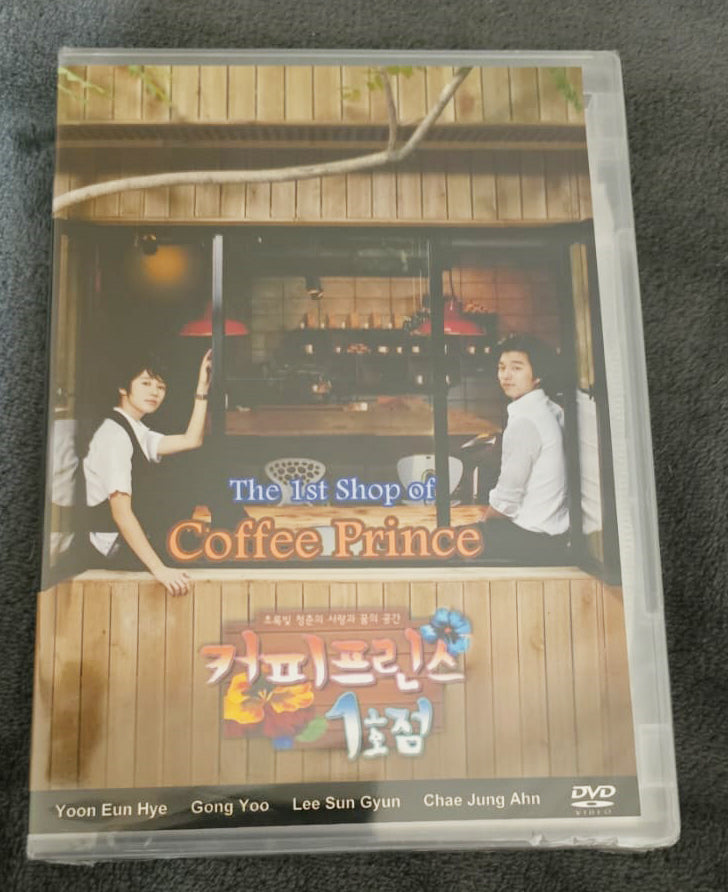 The 1st Shop of
Coffee Prince
초록빛 청춘의 사랑과 꿈의 공간
커피프린스
1호점
Yoon Eun Hye Gong Yoo Lee Sun Gyun Chae Jung Ahn DVD
VIDEO